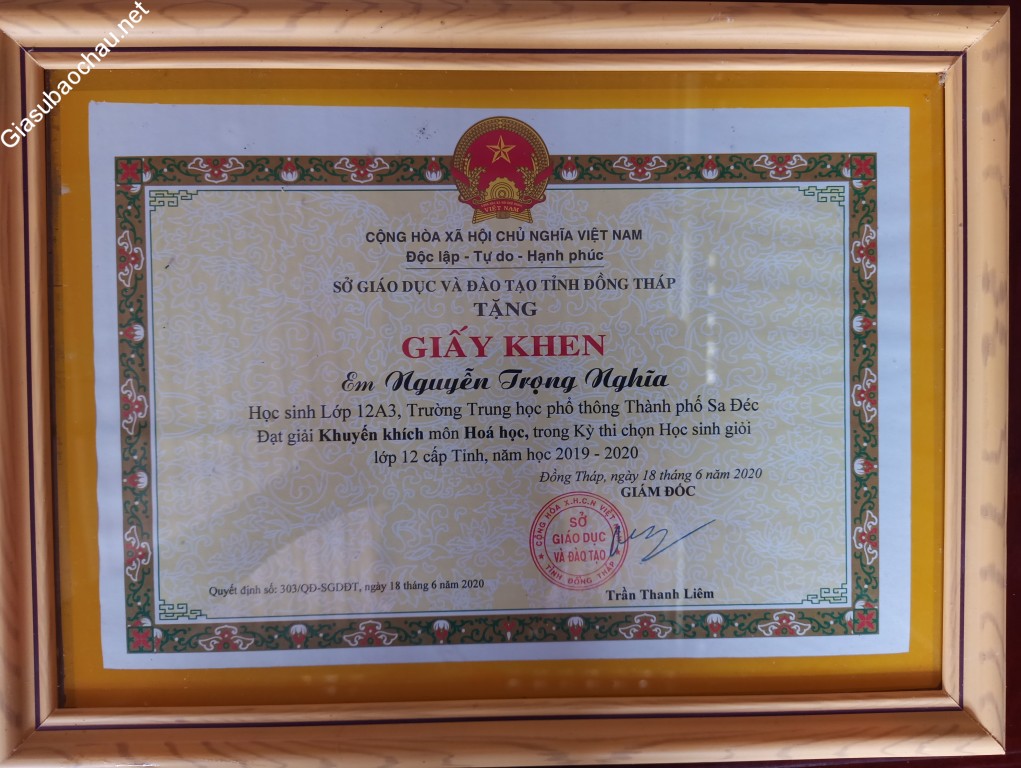 Giasubaochau.net
VIỆT NAM
CỘNG HÒA XÃ HỘI CHỦ NGHĨA VIỆT NAM
Độc lập - Tự do - Hạnh phúc
SỞ GIÁO DỤC VÀ ĐÀO TẠO TỈNH ĐỒNG THÁP
TẶNG
GIẤY KHEN
Em Nguyễn Trọng Nghĩa
Học sinh Lớp 12A3, Trường Trung học phổ thông Thành phố Sa Đéc
Đạt giải Khuyến khích môn Hoá học, trong Kỳ thi chọn Học sinh giỏi
lớp 12 cấp Tỉnh, năm học 2019 - 2020
Đồng Tháp, ngày 18 tháng 6 năm 2020
GIÁM ĐỐC
CỘNG HÒA X.H.C.N VIỆT
SỞ
GIÁO DỤC
VÀ ĐÀO TẠO
TỈNH ĐỒNG THÁP
Quyết định số: 303/QĐ-SGDĐT, ngày 18 tháng 6 năm 2020
Trần Thanh Liêm